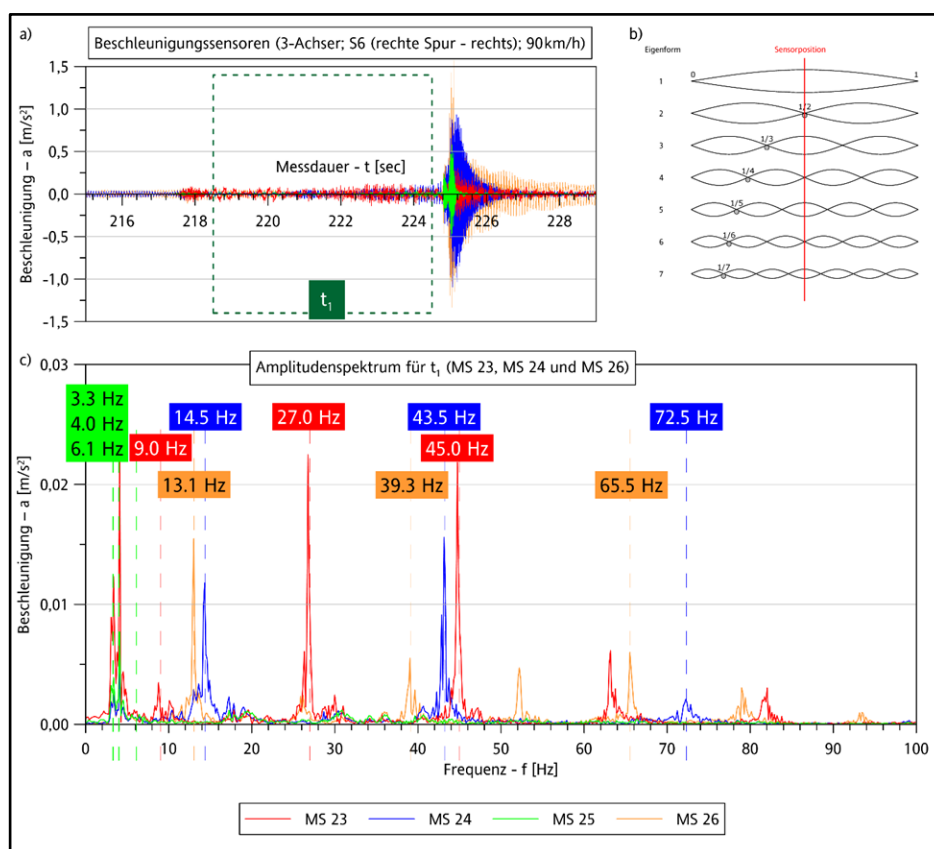 a)
Beschleunigungssensoren (3-Achser; S6 (rechte Spur – rechts); 90km/h)
Beschleunigung – a [m/s²]
1,5
1,0
0,5
0,0
-0,5
-1,0
-1,5
Messdauer – t [sec]
216 218 220 222 224 226 228
t₁
b)
Eigenform
Sensorposition
0 1
1
2 1/2
3 1/3
4 1/4
5 1/5
6 1/6
7 1/7
c)
Amplitudenspektrum für t₁ (MS 23, MS 24 und MS 26)
Beschleunigung – a [m/s²]
0,03
0,02
0,01
0,00
3.3 Hz
4.0 Hz
6.1 Hz
9.0 Hz
14.5 Hz
13.1 Hz
27.0 Hz
43.5 Hz
45.0 Hz
39.3 Hz
72.5 Hz
65.5 Hz
0 10 20 30 40 50 60 70 80 90 100
Frequenz – f [Hz]
MS 23 MS 24 MS 25 MS 26